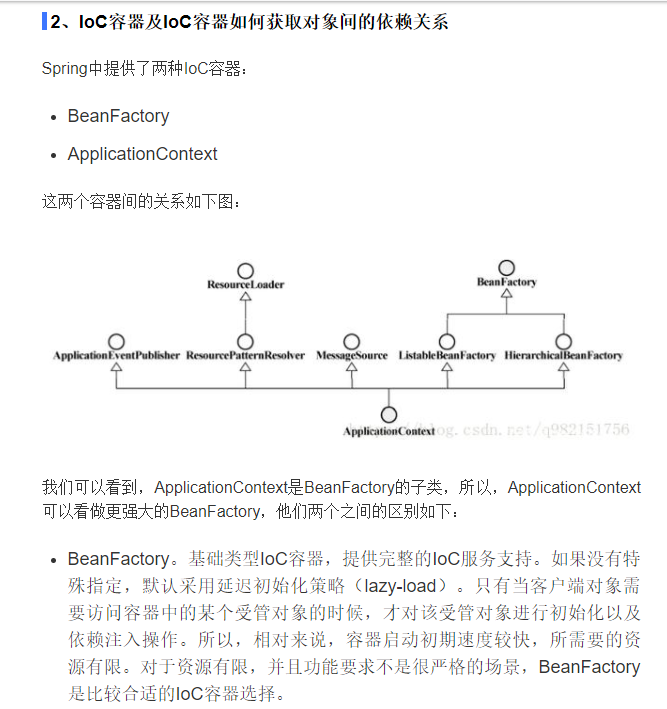 2、IoC容器及IoC容器如何获取对象间的依赖关系
Spring中提供了两种IoC容器：
• BeanFactory
• ApplicationContext
这两个容器间的关系如下图：
ResourceLoader BeanFactory
ApplicationEventPublisher ResourcePatternResolver MessageSource ListableBeanFactory HierarchicalBeanFactory
ApplicationContext
blog.csdn.net/q982151756
我们可以看到，ApplicationContext是BeanFactory的子类，所以，ApplicationContext
可以看做更强大的BeanFactory，他们两个之间的区别如下：
• BeanFactory。基础类型IoC容器，提供完整的IoC服务支持。如果没有特
殊指定，默认采用延迟初始化策略（lazy-load）。只有当客户端对象需
要访问容器中的某个受管对象的时候，才对该受管对象进行初始化以及
依赖注入操作。所以，相对来说，容器启动初期速度较快，所需要的资
源有限。对于资源有限，并且功能要求不是很严格的场景，BeanFactory
是比较合适的IoC容器选择。